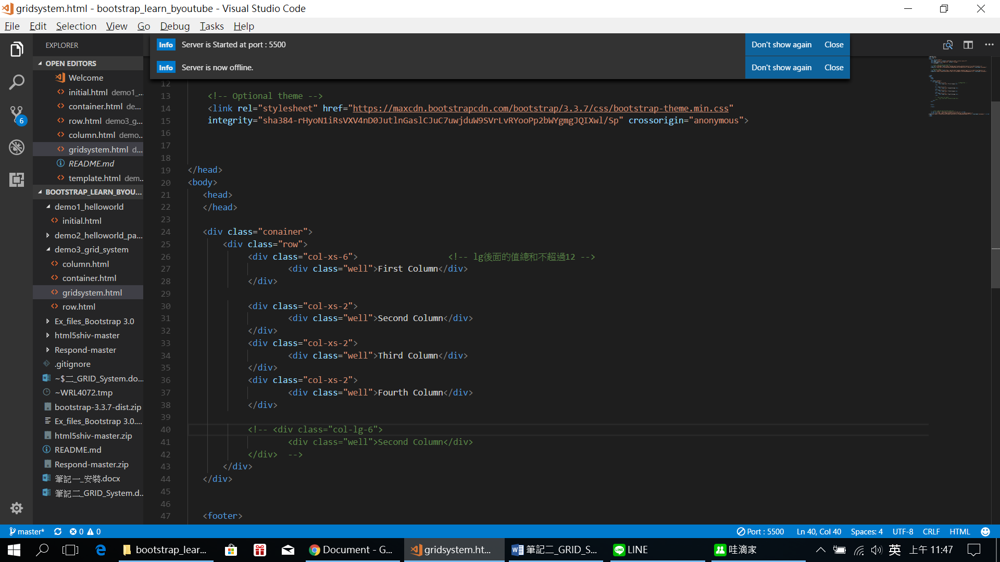 gridsystem.html - bootstrap_learn_byoutube - Visual Studio Code
File Edit Selection View Go Debug Tasks Help
EXPLORER
OPEN EDITORS
Welcome
initial.html demo1_...
container.html de...
row.html demo3_g...
column.html demo...
gridsystem.html d...
README.md
template.html dem...
BOOTSTRAP_LEARN_BYOU...
demo1_helloworld
initial.html
demo2_helloworld_pa...
demo3_grid_system
column.html
container.html
gridsystem.html
row.html
Ex_files_Bootstrap 3.0
html5shiv-master
Respond-master
.gitignore
~$二_GRID_System.do...
~WRL4072.tmp
bootstrap-3.3.7-dist.zip
Ex_files_Bootstrap 3.0....
html5shiv-master.zip
README.md
Respond-master.zip
筆記一_安裝.docx
筆記二_GRID_System.d...
6
Info Server is Started at port : 5500 Don't show again Close
Info Server is now offline. Don't show again Close
12
13 <!-- Optional theme -->
14 <link rel="stylesheet" href="https://maxcdn.bootstrapcdn.com/bootstrap/3.3.7/css/bootstrap-theme.min.css"
15 integrity="sha384-rHyoN1iRsVXV4nD0JutlnGaslCJuC7uwjduW9SVrLvRYooPp2bWYgmgJQIXwl/Sp" crossorigin="anonymous">
16
17
18
19 </head>
20 <body>
21 <head>
22 </head>
23
24 <div class="conainer">
25 <div class="row">
26 <div class="col-xs-6"> <!-- lg後面的值總和不超過12 -->
27 <div class="well">First Column</div>
28 </div>
29
30 <div class="col-xs-2">
31 <div class="well">Second Column</div>
32 </div>
33 <div class="col-xs-2">
34 <div class="well">Third Column</div>
35 </div>
36 <div class="col-xs-2">
37 <div class="well">Fourth Column</div>
38 </div>
39
40 <!-- <div class="col-lg-6">
41 <div class="well">Second Column</div>
42 </div> -->
43 </div>
44 </div>
45
46
47 <footer>
master* 0 0 Port : 5500 Ln 40, Col 40 Spaces: 4 UTF-8 CRLF HTML
bootstrap_lear... Document - G... gridsystem.ht... 筆記二_GRID_S... LINE 哇滴家 英 上午 11:47